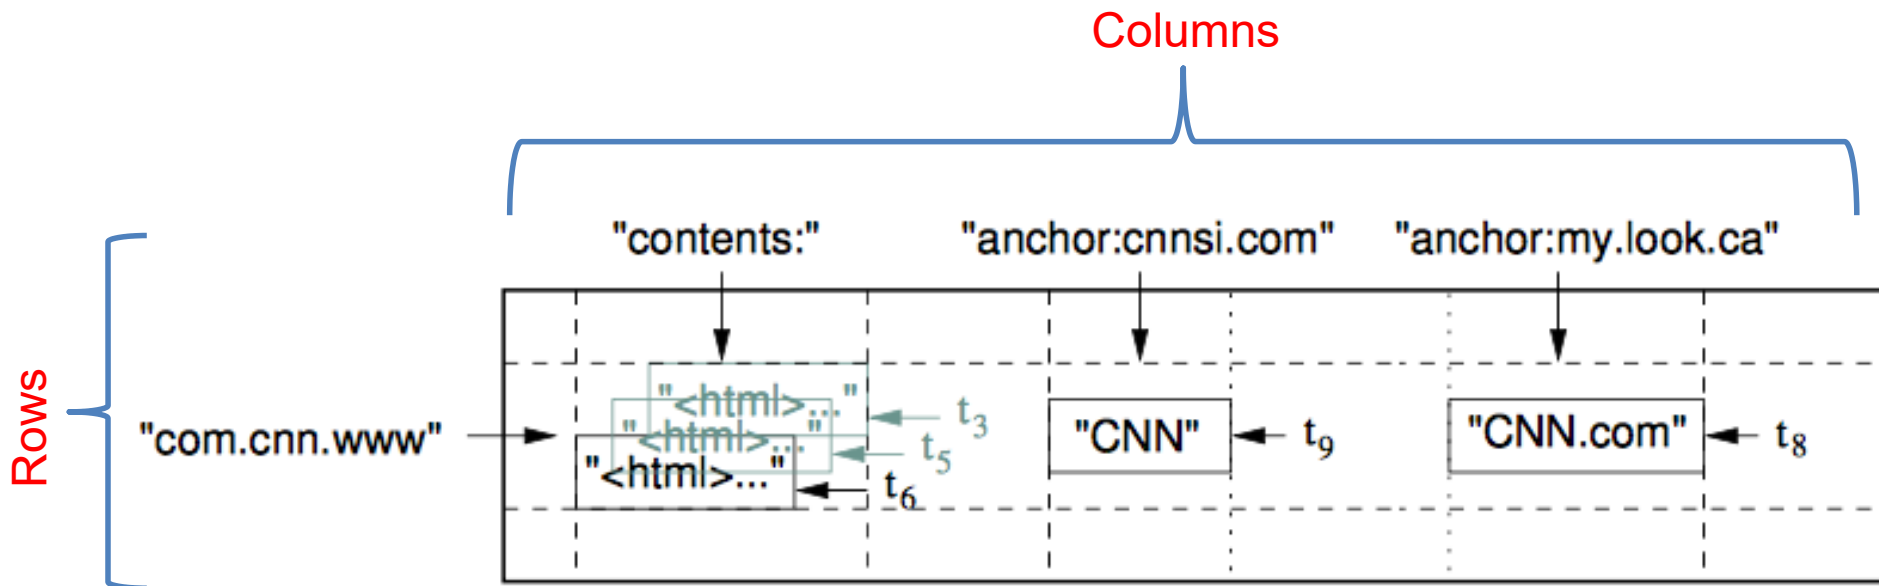 Columns
"contents:" "anchor:cnnsi.com" "anchor:my.look.ca"
Rows
"com.cnn.www"
"<html>..." t3
"<html>..." t5
"<html>..." t6
"CNN" t9
"CNN.com" t8